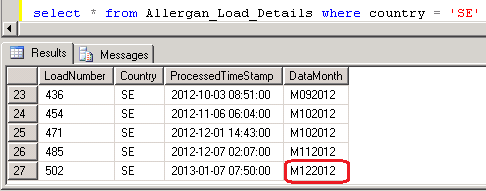 select * from Allergan_Load_Details where country = 'SE'
Results Messages
LoadNumber Country ProcessedTimeStamp DataMonth
23 436 SE 2012-10-03 08:51:00 M092012
24 454 SE 2012-11-06 06:04:00 M102012
25 471 SE 2012-12-01 14:43:00 M102012
26 485 SE 2012-12-07 02:07:00 M112012
27 502 SE 2013-01-07 07:50:00 M122012